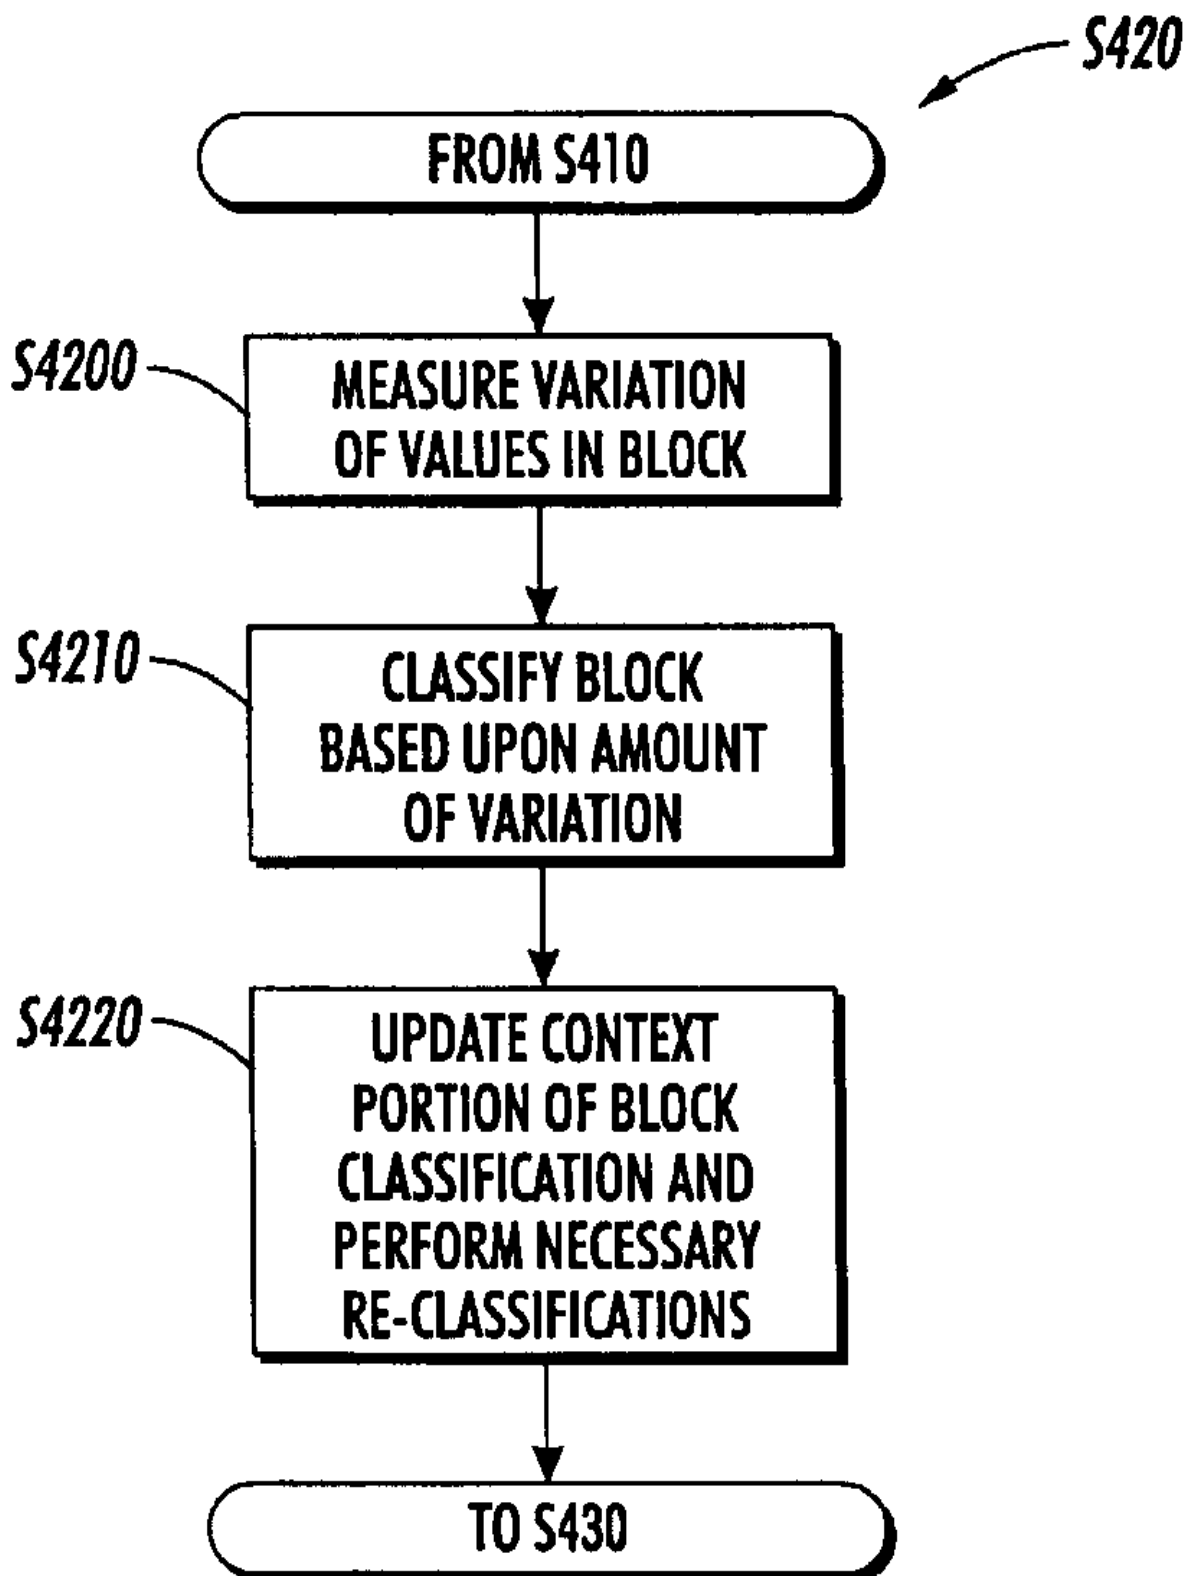 S420
FROM S410
S4200
MEASURE VARIATION
OF VALUES IN BLOCK
S4210
CLASSIFY BLOCK
BASED UPON AMOUNT
OF VARIATION
S4220
UPDATE CONTEXT
PORTION OF BLOCK
CLASSIFICATION AND
PERFORM NECESSARY
RE-CLASSIFICATIONS
TO S430